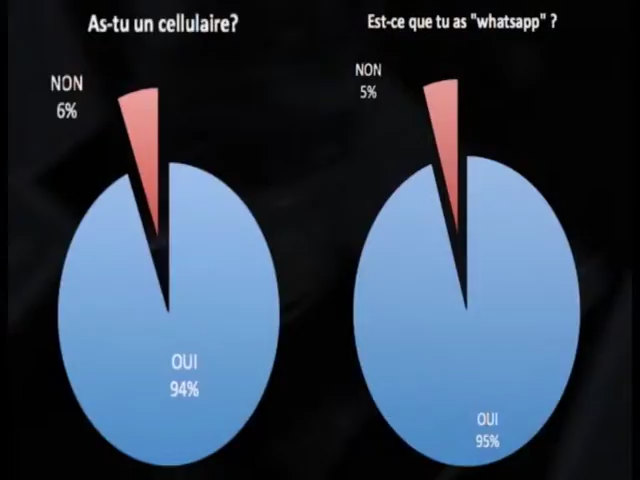 As-tu un cellulaire?
NON
6%
OUI
94%
Est-ce que tu as "whatsapp" ?
NON
5%
OUI
95%